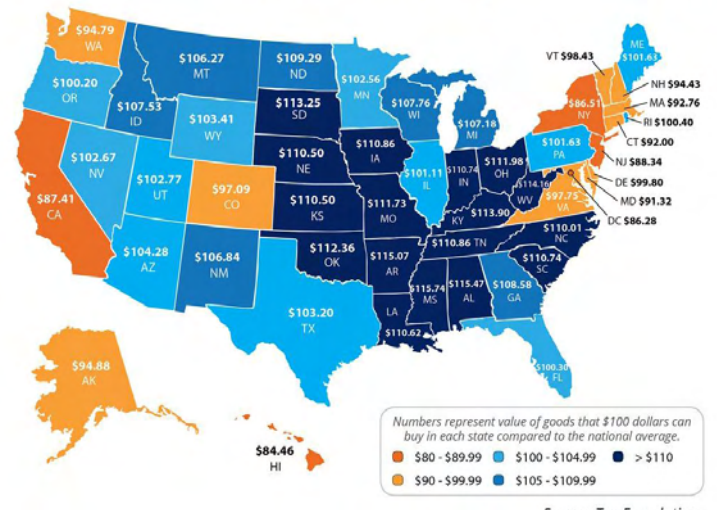 $94.79
WA
$100.20
OR
$87.41
CA
$102.67
NV
$107.53
ID
$106.27
MT
$103.41
WY
$102.77
UT
$97.09
CO
$104.28
AZ
$106.84
NM
$109.29
ND
$113.25
SD
$110.50
NE
$110.50
KS
$112.36
OK
$103.20
TX
$102.56
MN
$110.86
IA
$111.73
MO
$115.07
AR
LA
$110.62
$107.76
WI
$101.11
IL
$107.18
MI
$110.74
IN
$111.98
OH
KY $113.90
$110.86 TN
$115.74
MS
$115.47
AL
$108.58
GA
$100.30
FL
$110.74
SC
$110.01
NC
$114.16
WV
$97.75
VA
$101.63
PA
$86.51
NY
ME
$101.63
VT $98.43
NH $94.43
MA $92.76
RI $100.40
CT $92.00
NJ $88.34
DE $99.80
MD $91.32
DC $86.28
$94.88
AK
$84.46
HI
Numbers represent value of goods that $100 dollars can
buy in each state compared to the national average.
$80 - $89.99 $100 - $104.99 > $110
$90 - $99.99 $105 - $109.99